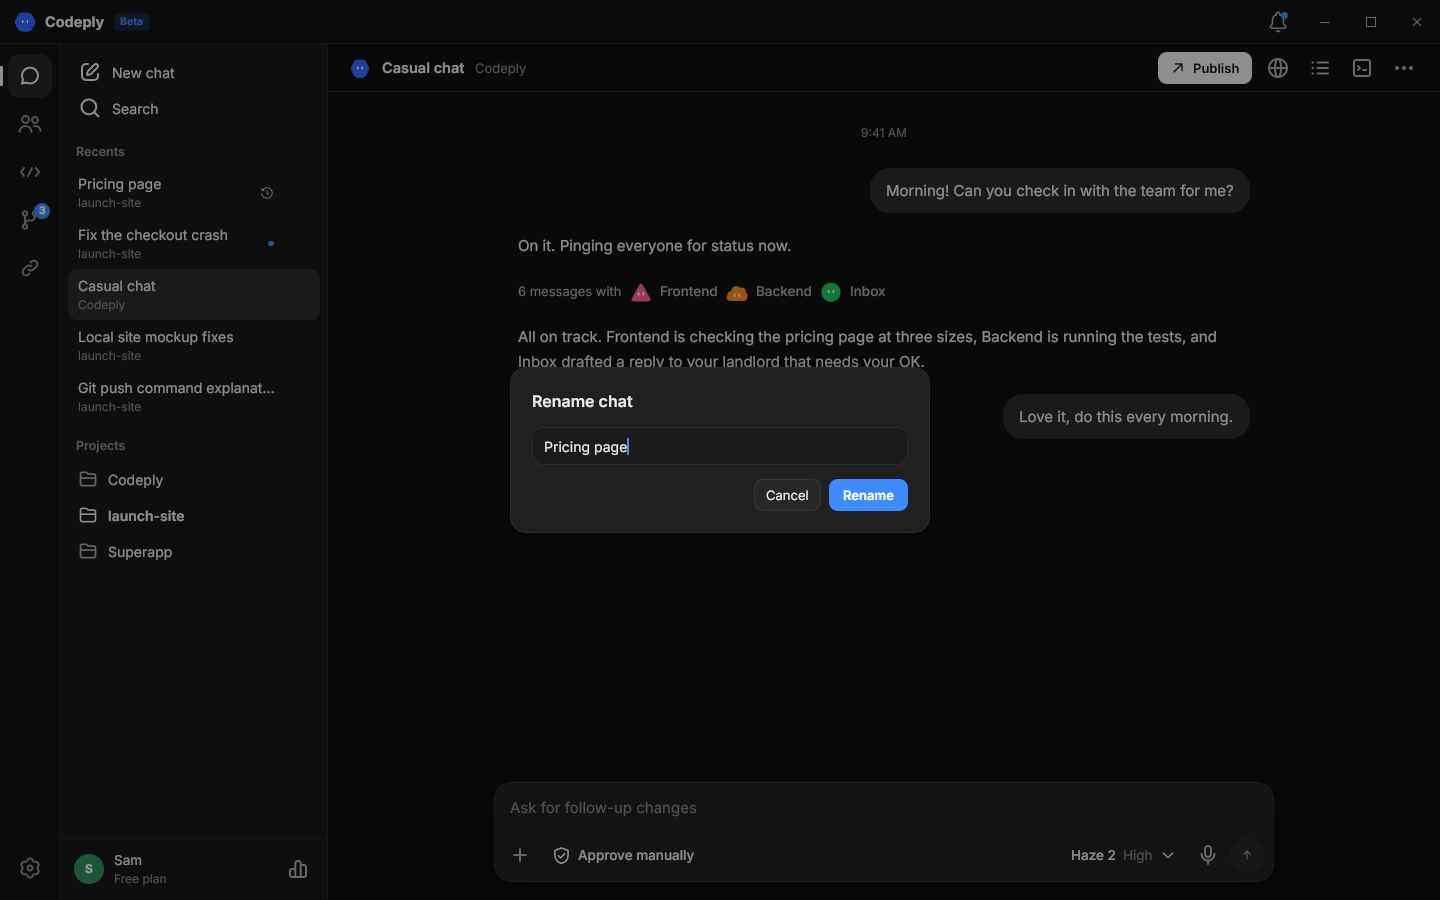 Codeply Beta
New chat
Search
Recents
Pricing page
launch-site
Fix the checkout crash
launch-site
Casual chat
Codeply
Local site mockup fixes
launch-site
Git push command explanat...
launch-site
Projects
Codeply
launch-site
Superapp
3
S
Sam
Free plan
Casual chat Codeply
Publish
9:41 AM
Morning! Can you check in with the team for me?
On it. Pinging everyone for status now.
6 messages with Frontend Backend Inbox
All on track. Frontend is checking the pricing page at three sizes, Backend is running the tests, and
Inbox drafted a reply to your landlord that needs your OK.
Love it, do this every morning.
Rename chat
Pricing page
Cancel Rename
Ask for follow-up changes
Approve manually
Haze 2 High